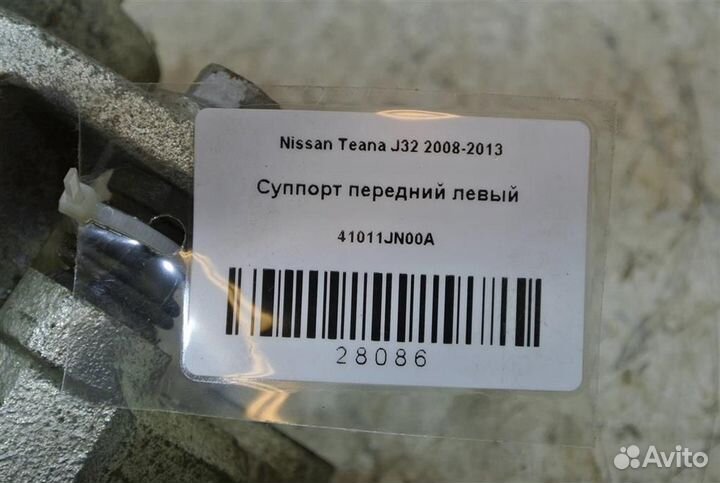 Nissan Teana J32 2008-2013
Суппорт передний левый
41011JN00A
28086
Avito